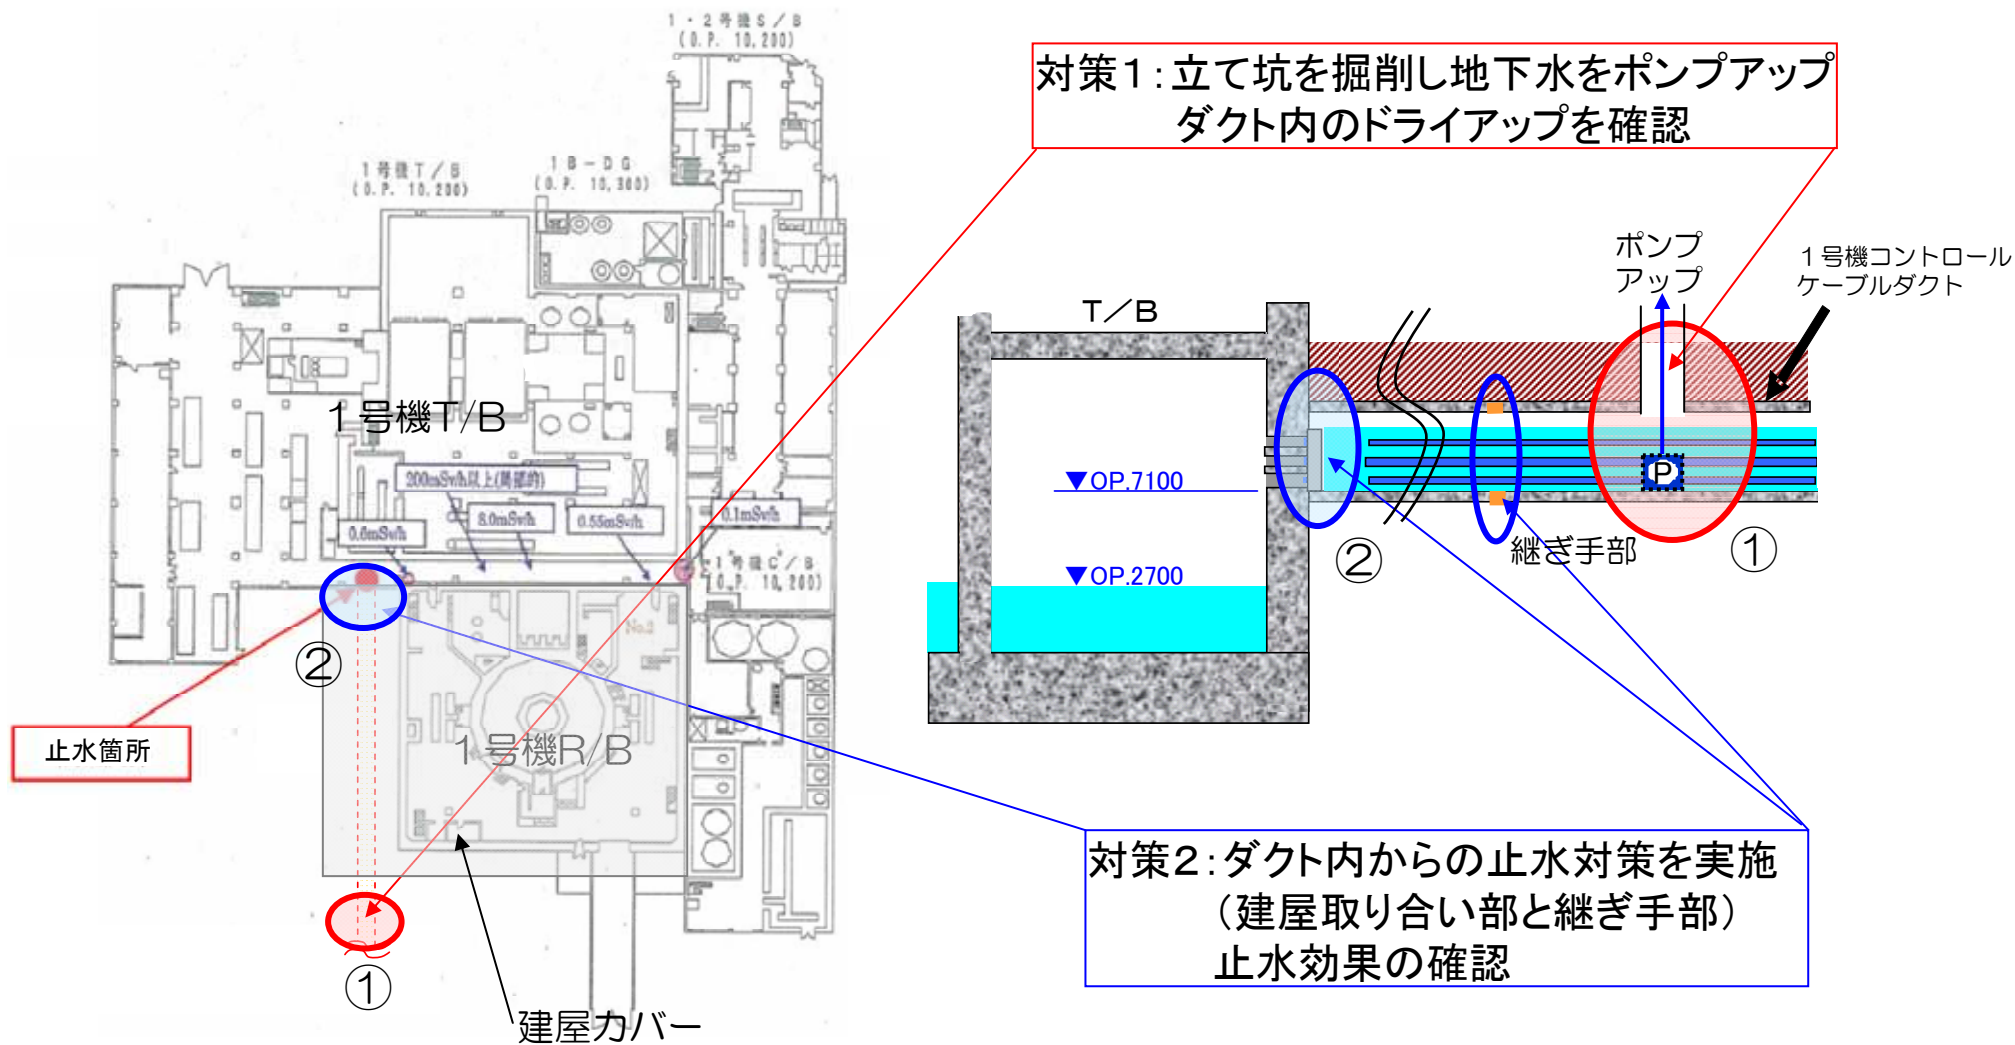 1・2号機S/B
(O.P. 10,200)
対策1:立て坑を掘削し地下水をポンプアップ
ダクト内のドライアップを確認
1号機T/B
(O.P. 10,200)
1B-DG
(O.P. 10,300)
ポンプ
アップ
1号機コントロール
ケーブルダクト
T/B
1号機T/B
200mSv/h以上(局部的)
0.6mSv/h
8.0mSv/h
0.55mSv/h
0.1mSv/h
▼OP.7100
P
②
継ぎ手部
①
1号機C/B
(O.P. 10,200)
▼OP.2700
No.2
②
止水箇所
1号機R/B
対策2:ダクト内からの止水対策を実施
(建屋取り合い部と継ぎ手部)
止水効果の確認
①
建屋カバー